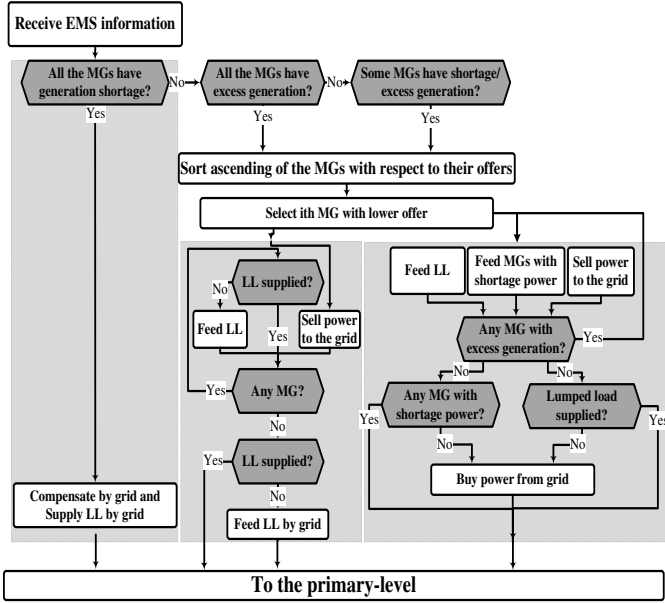 Receive EMS information
All the MGs have
generation shortage?
No
All the MGs have
excess generation?
No
Some MGs have shortage/
excess generation?
Yes
Yes
Yes
Sort ascending of the MGs with respect to their offers
Select ith MG with lower offer
LL supplied?
No
Feed LL
Yes
Sell power
to the grid
Yes
Any MG?
No
Yes
LL supplied?
No
Feed LL by grid
Feed LL
Feed MGs with
shortage power
Sell power
to the grid
Any MG with
excess generation?
Yes
No
No
Any MG with
shortage power?
Lumped load
supplied?
Yes
Yes
No
No
Buy power from grid
Compensate by grid and
Supply LL by grid
To the primary-level